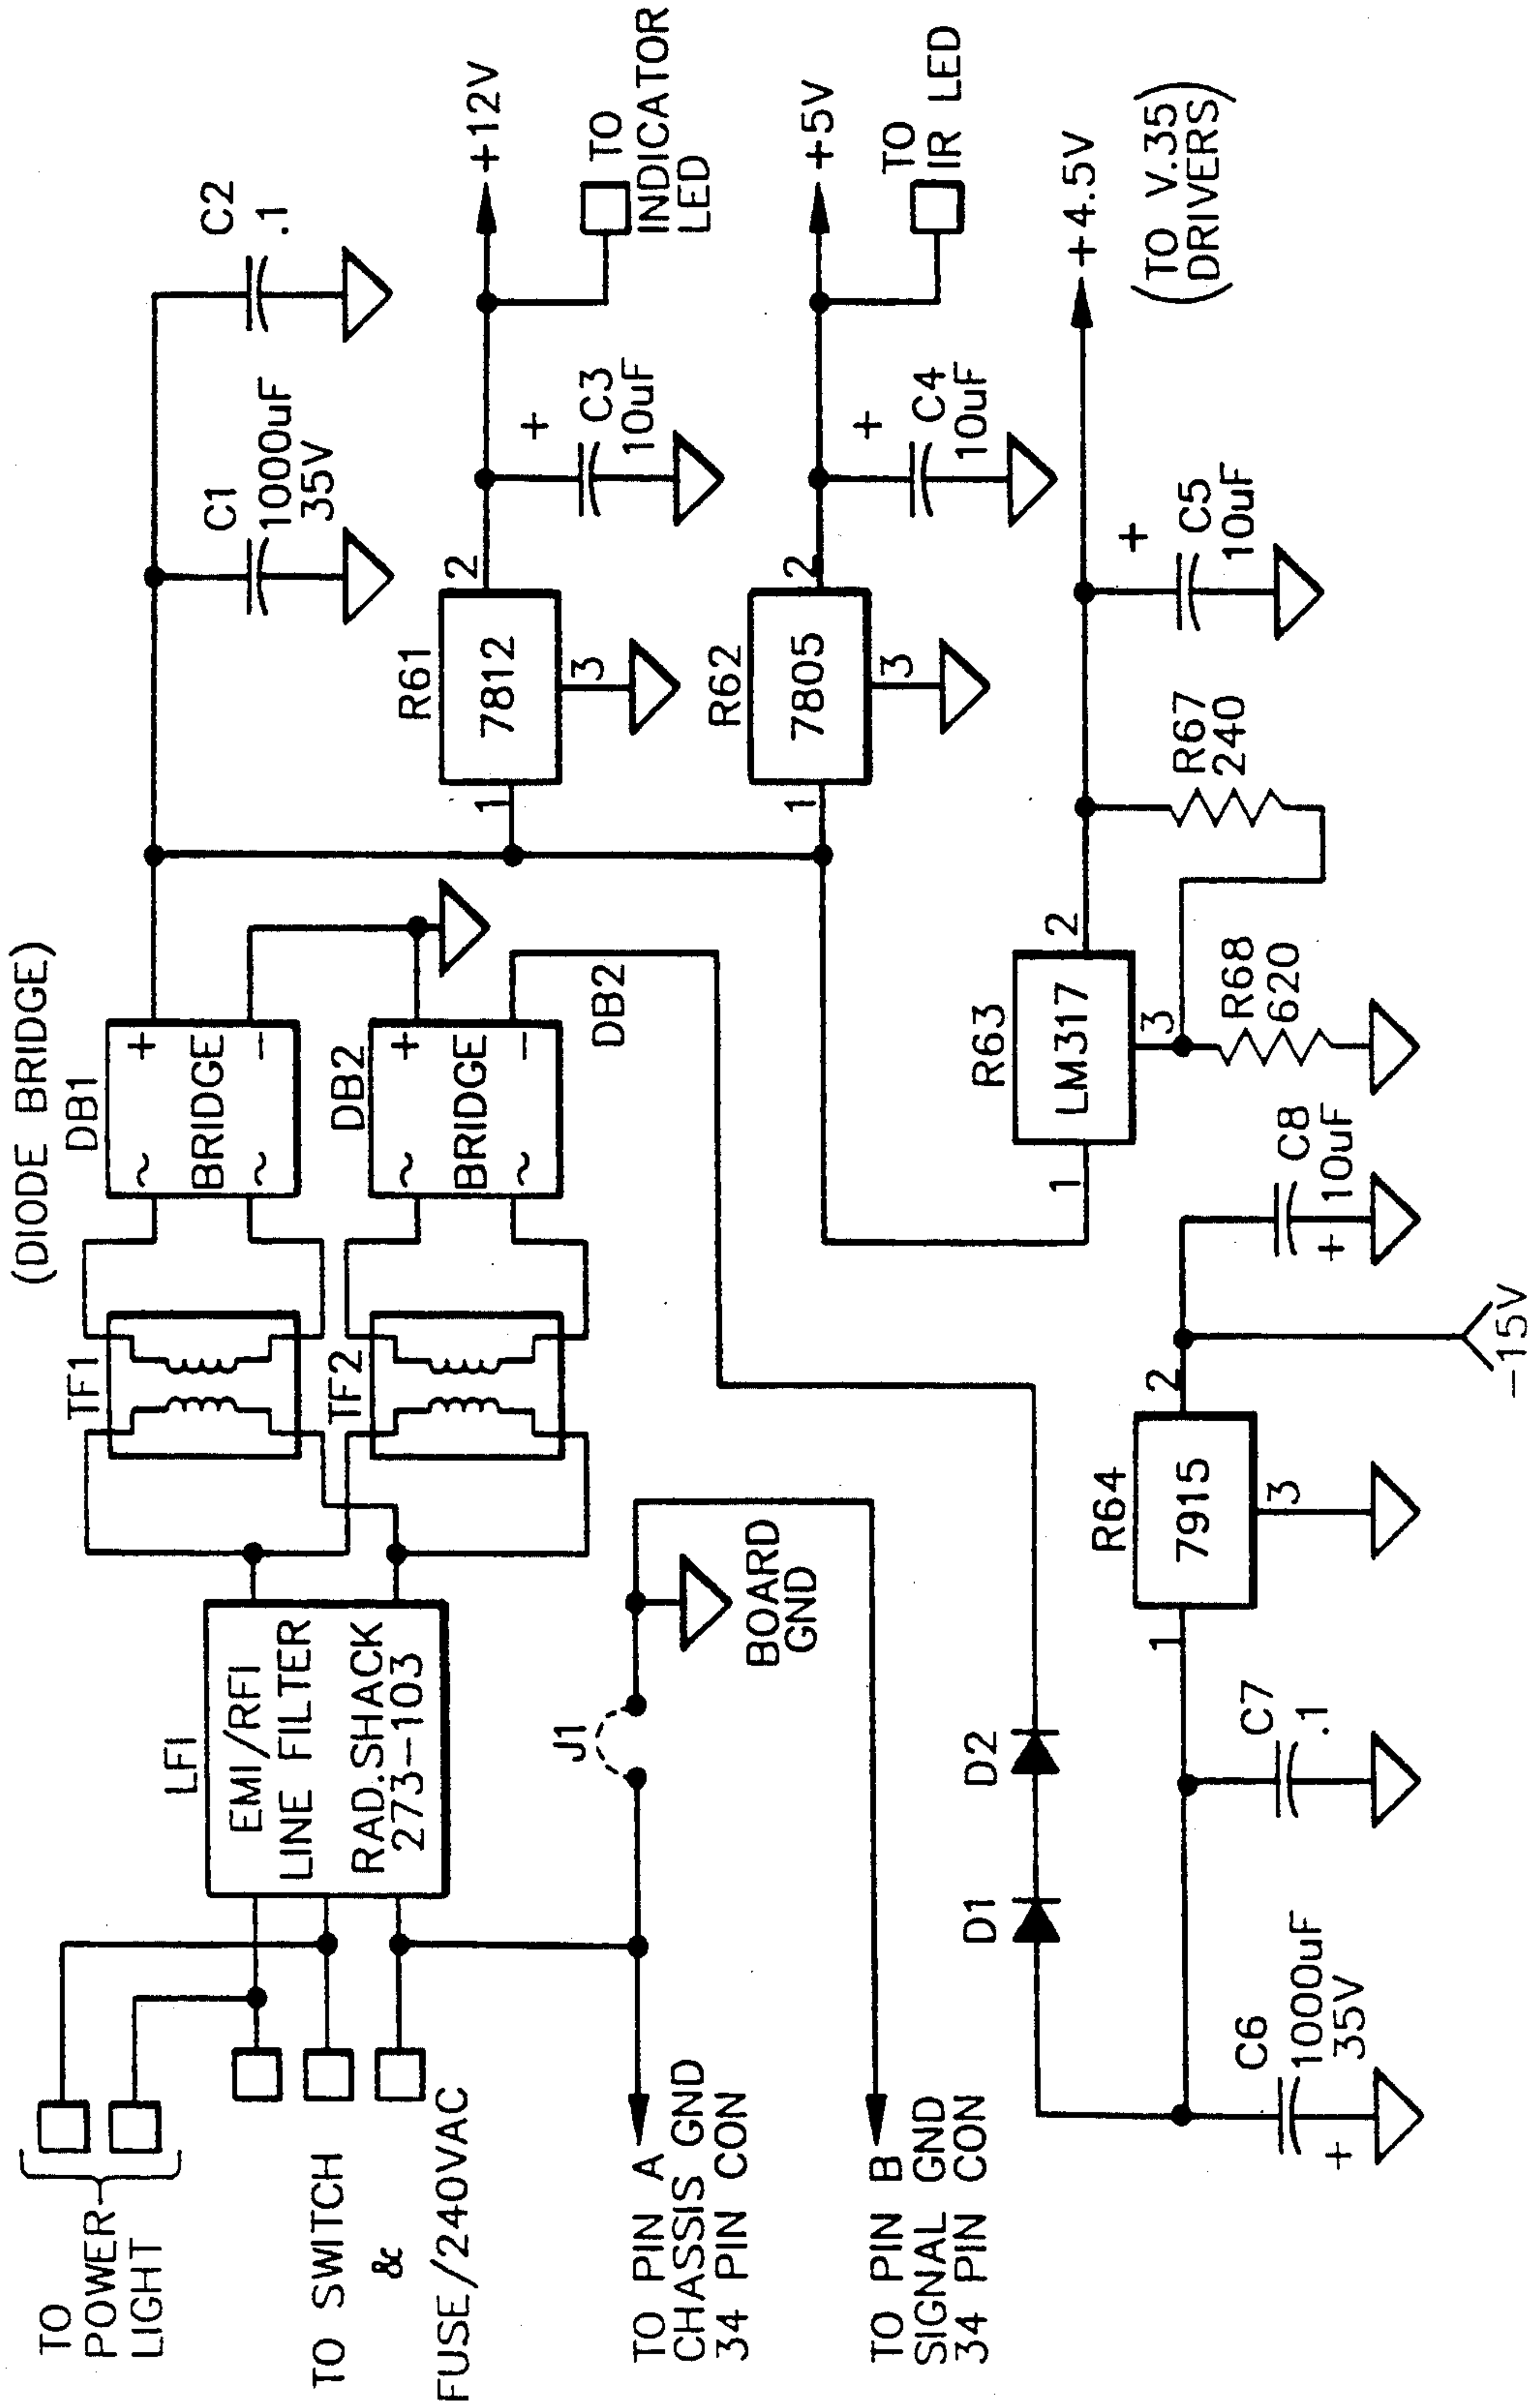 (DIODE BRIDGE)
TO
POWER
LIGHT
TO SWITCH
&
FUSE/240VAC
LF1
EMI/RFI
LINE FILTER
RAD.SHACK
273-103
TF1
TF2
DB1
+
~
BRIDGE
~
-
DB2
+
~
BRIDGE
~
-
DB2
C1
1000uF
35V
C2
.1
R61
7812
1
2
3
+
C3
10uF
+12V
TO
INDICATOR
LED
R62
7805
1
2
3
+
C4
10uF
+5V
TO
IR LED
J1
BOARD
GND
TO PIN A
CHASSIS GND
34 PIN CON
TO PIN B
SIGNAL GND
34 PIN CON
R63
LM317
1
2
3
R67
240
R68
620
+
C5
10uF
+4.5V
(TO V.35
DRIVERS)
D1
D2
C6
1000uF
35V
+
C7
.1
R64
7915
1
2
3
C8
10uF
+
-15V